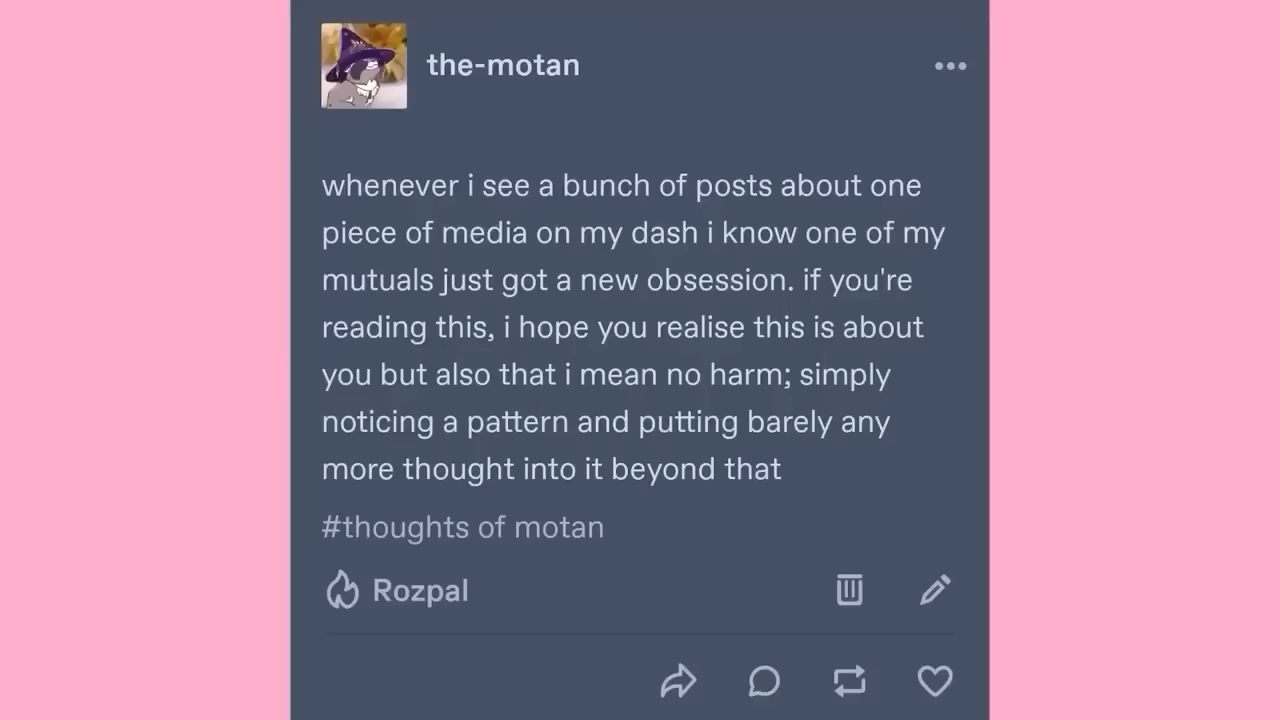 the-motan
whenever i see a bunch of posts about one
piece of media on my dash i know one of my
mutuals just got a new obsession. if you're
reading this, i hope you realise this is about
you but also that i mean no harm; simply
noticing a pattern and putting barely any
more thought into it beyond that
#thoughts of motan
Rozpal